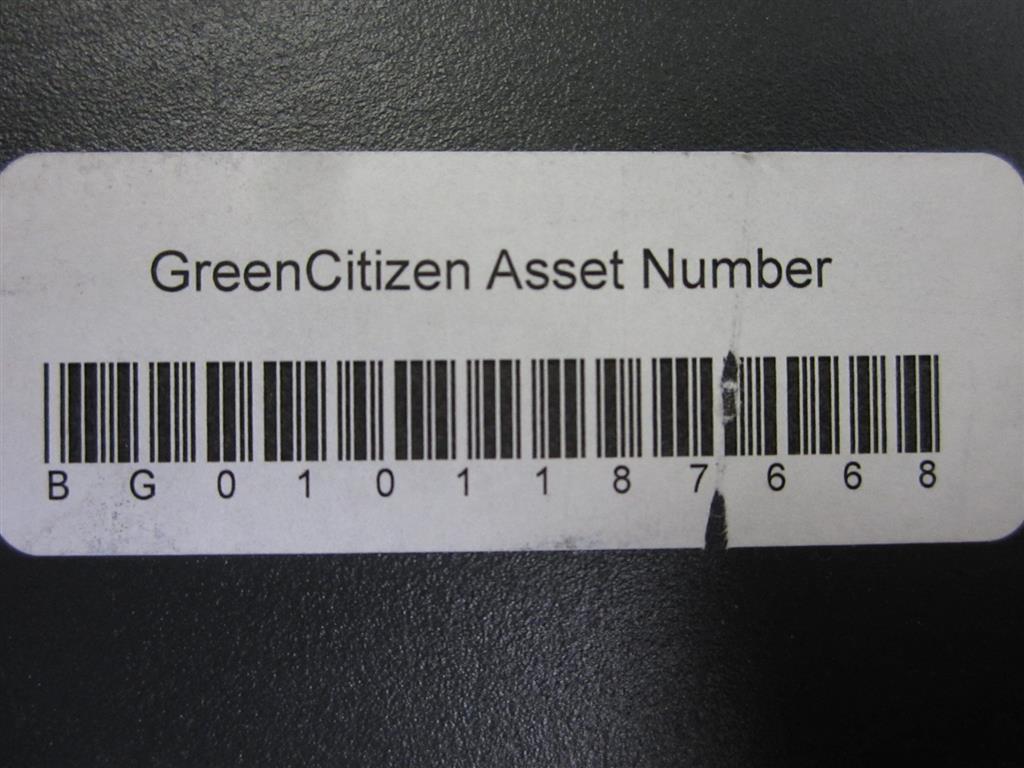 GreenCitizen Asset Number
B G 0 1 0 1 1 8 7 6 6 8